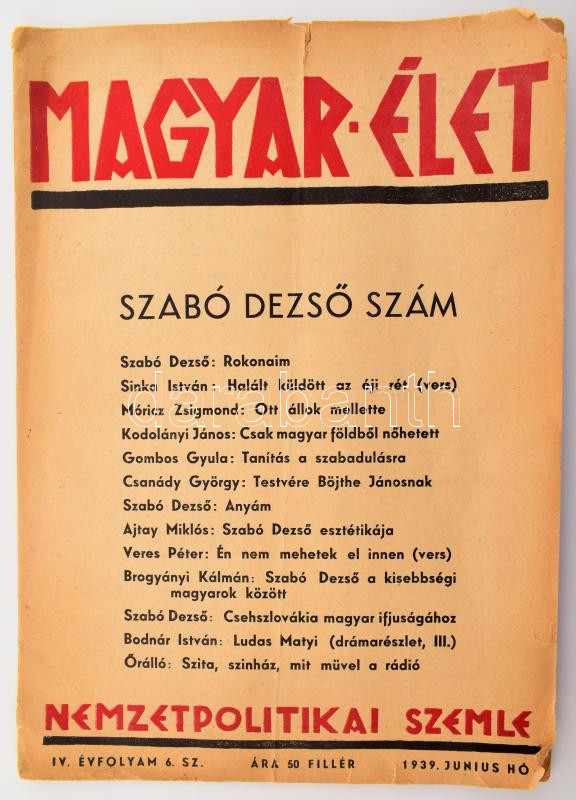 MAGYAR·ÉLET
SZABÓ DEZSŐ SZÁM
Szabó Dezső: Rokonaim
Sinka István: Halált küldött az éji rét (vers)
Móricz Zsigmond: Ott állok mellette
Kodolányi János: Csak magyar földből nőhetett
Gombos Gyula: Tanítás a szabadulásra
Csanády György: Testvére Böjthe Jánosnak
Szabó Dezső: Anyám
Ajtay Miklós: Szabó Dezső esztétikája
Veres Péter: Én nem mehetek el innen (vers)
Brogyányi Kálmán: Szabó Dezső a kisebbségi
magyarok között
Szabó Dezső: Csehszlovákia magyar ifjuságához
Bodnár István: Ludas Matyi (drámarészlet, III.)
Őrálló: Szita, szinház, mit müvel a rádió
darabanth
NEMZETPOLITIKAI SZEMLE
IV. ÉVFOLYAM 6. SZ. ÁRA 50 FILLÉR 1939. JUNIUS HÓ